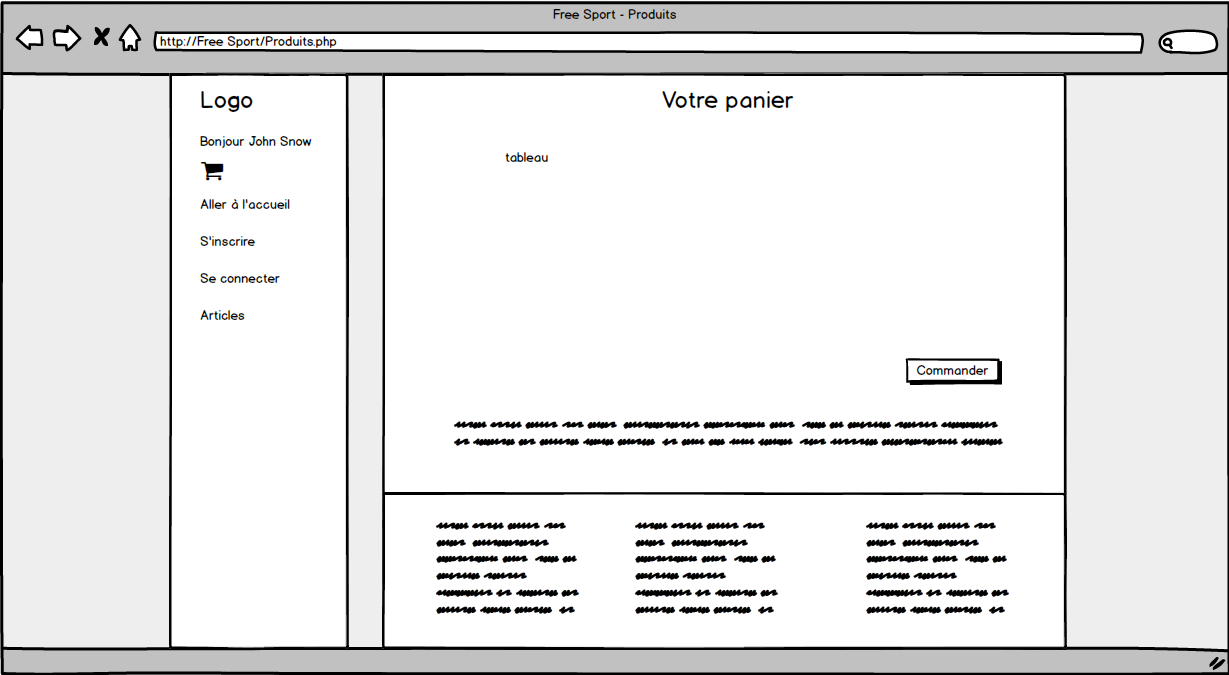 Free Sport - Produits
http://Free Sport/Produits.php
Logo
Bonjour John Snow
Aller à l'accueil
S'inscrire
Se connecter
Articles
Votre panier
tableau
Commander